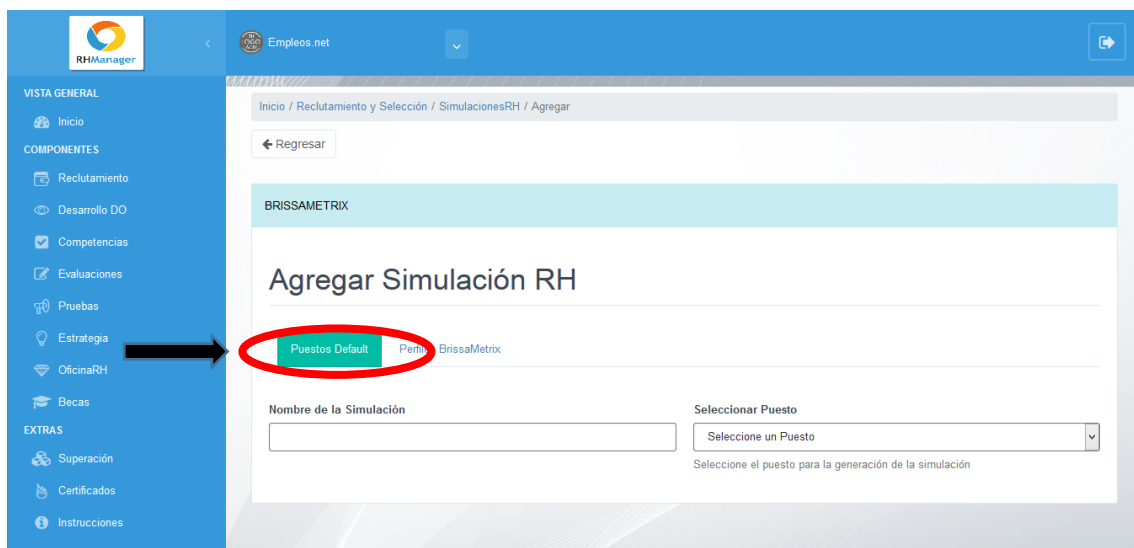 RHManager
Empleos.net
VISTA GENERAL
Inicio
COMPONENTES
Reclutamiento
Desarrollo DO
Competencias
Evaluaciones
Pruebas
Estrategia
OficinaRH
Becas
EXTRAS
Superación
Certificados
Instrucciones
Inicio / Reclutamiento y Selección / SimulacionesRH / Agregar
Regresar
BRISSAMETRIX
Agregar Simulación RH
Puestos Default
BrissaMetrix
Nombre de la Simulación
Seleccionar Puesto
Seleccione un Puesto
Seleccione el puesto para la generación de la simulación